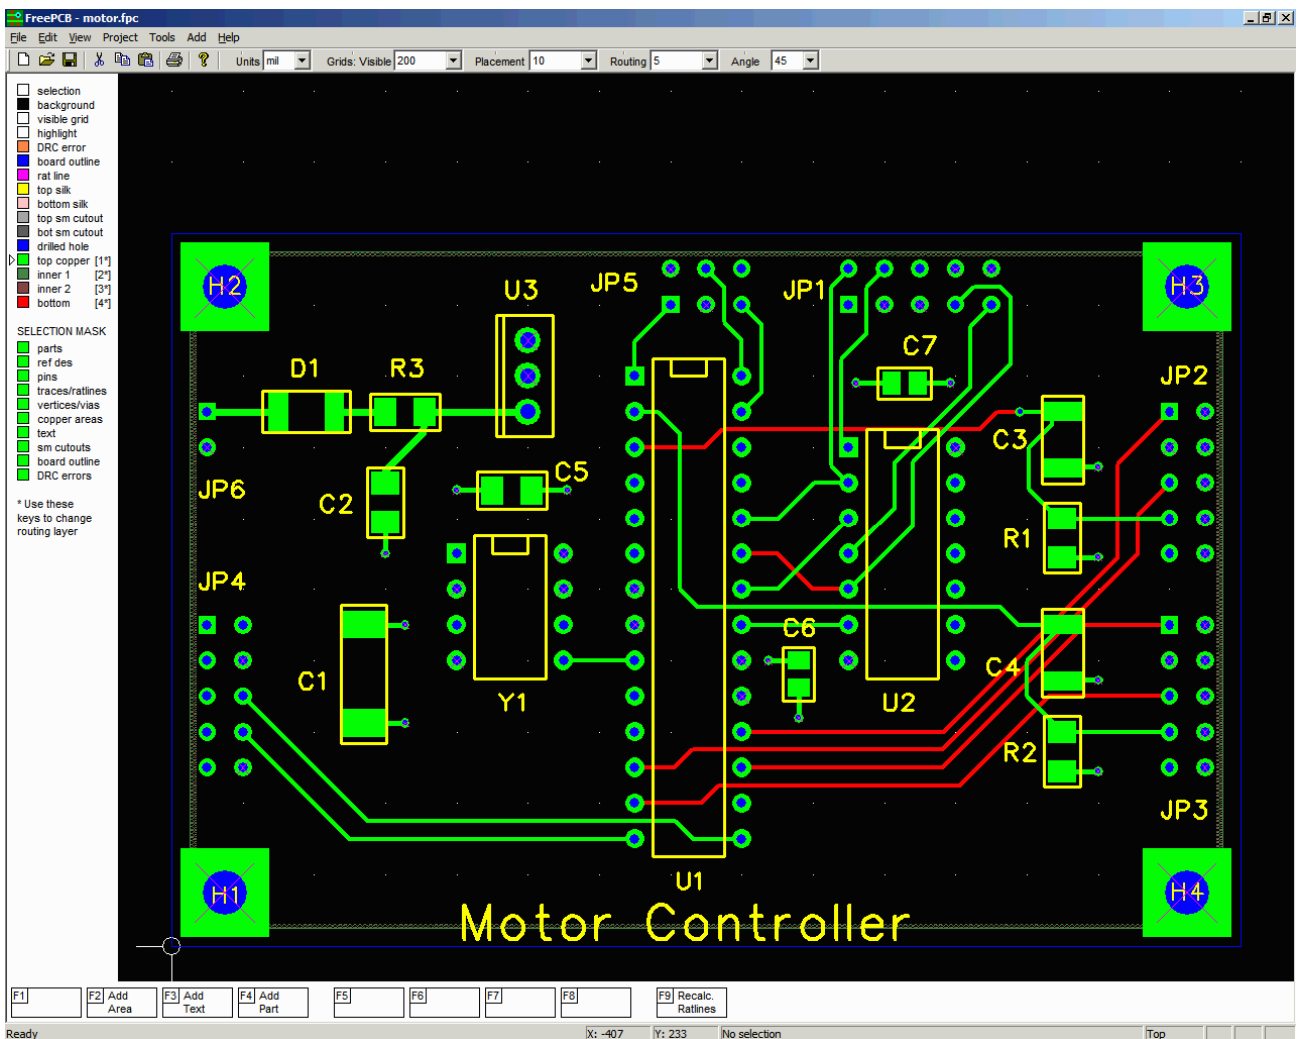 FreePCB - motor.fpc
File Edit View Project Tools Add Help
Units mil Grids: Visible 200 Placement 10 Routing 5 Angle 45
selection
background
visible grid
highlight
DRC error
board outline
rat line
top silk
bottom silk
top sm cutout
bot sm cutout
drilled hole
top copper [1*]
inner 1 [2*]
inner 2 [3*]
bottom [4*]
SELECTION MASK
parts
ref des
pins
traces/ratlines
vertices/vias
copper areas
text
sm cutouts
board outline
DRC errors
* Use these
keys to change
routing layer
H2
JP5
U3
JP1
H3
D1
R3
C7
JP2
C3
JP6
C2
C5
R1
JP4
C6
C4
C1
Y1
U2
R2
JP3
U1
H1
H4
Motor Controller
F1
F2 Add Area
F3 Add Text
F4 Add Part
F5
F6
F7
F8
F9 Recalc. Ratlines
Ready X: -407 Y: 233 No selection Top